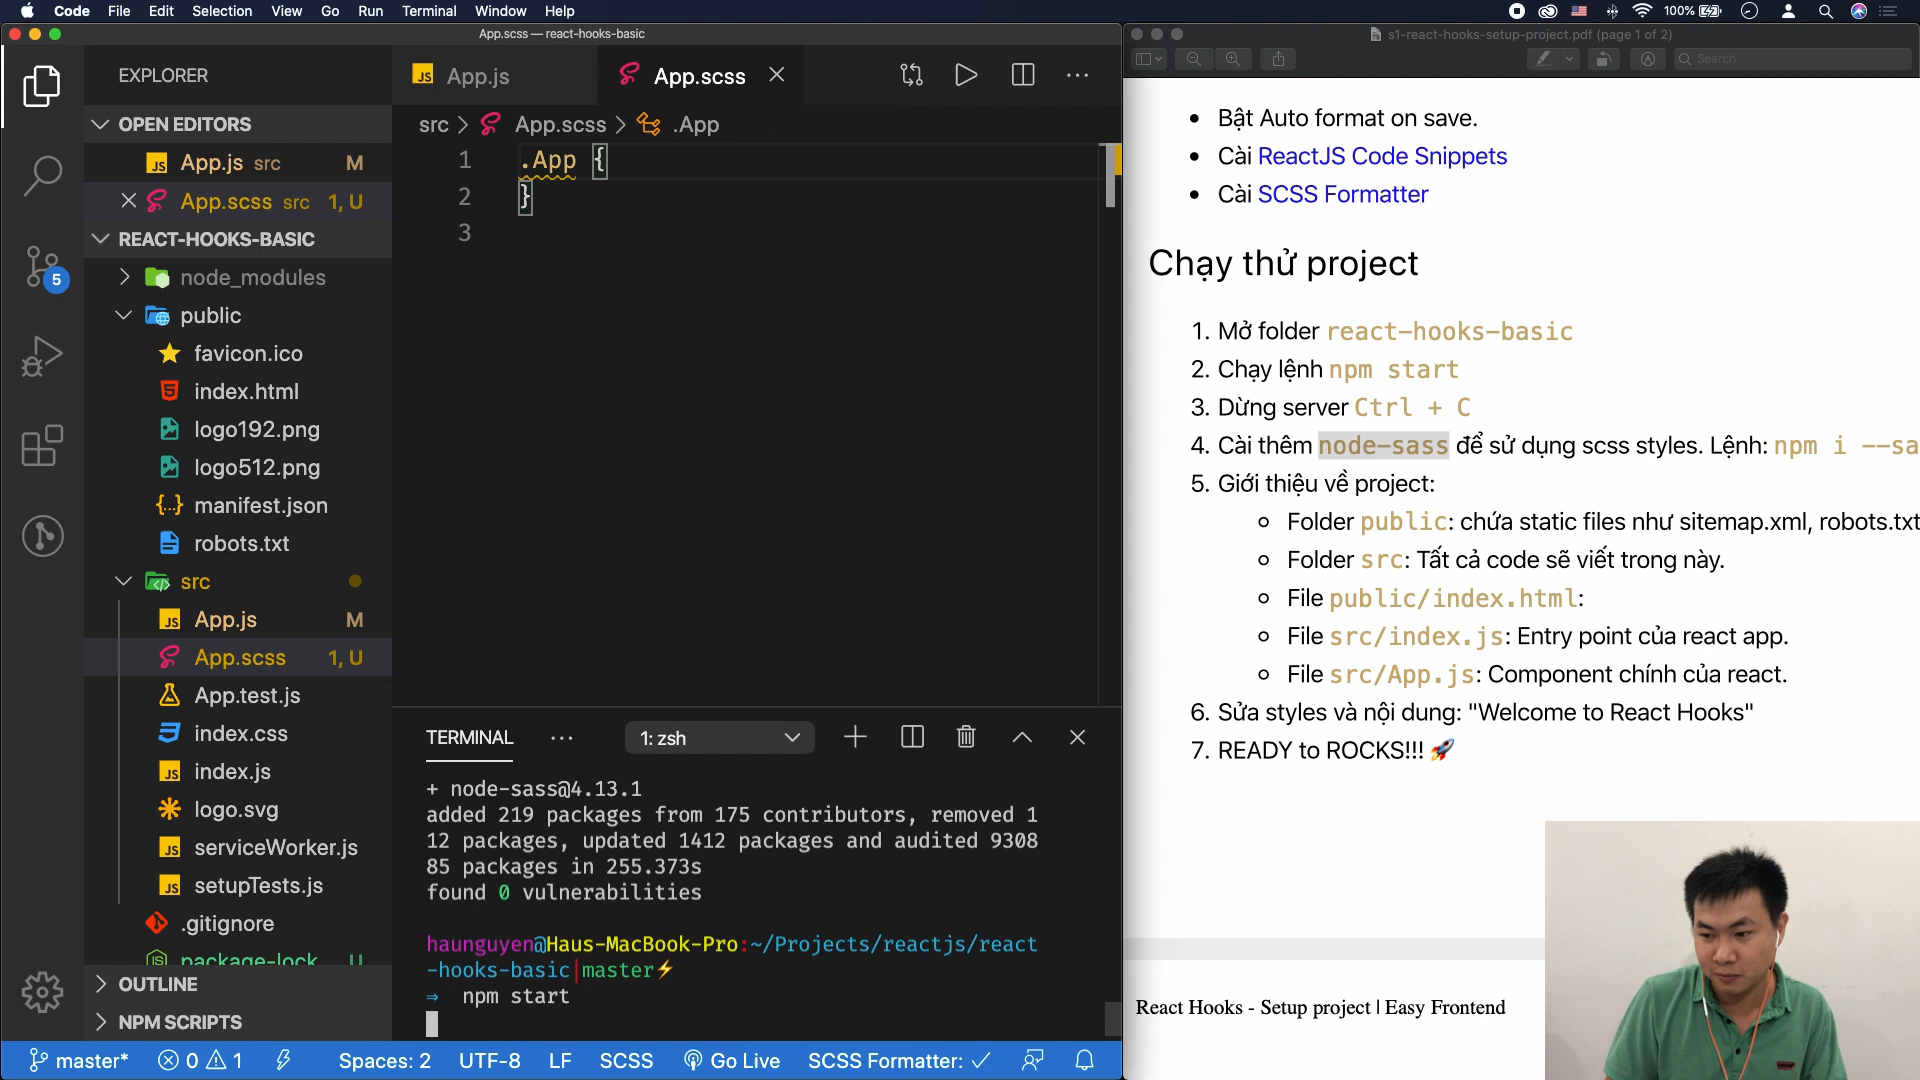 Code File Edit Selection View Go Run Terminal Window Help
100%
App.scss — react-hooks-basic
s1-react-hooks-setup-project.pdf (page 1 of 2)
Search
EXPLORER
App.js
App.scss
OPEN EDITORS
App.js src M
App.scss src 1, U
REACT-HOOKS-BASIC
node_modules
public
favicon.ico
index.html
logo192.png
logo512.png
manifest.json
robots.txt
src
App.js M
App.scss 1, U
App.test.js
index.css
index.js
logo.svg
serviceWorker.js
setupTests.js
.gitignore
package-lock U
OUTLINE
NPM SCRIPTS
5
src > App.scss > .App
1 .App {
2 }
3
TERMINAL
1: zsh
+ node-sass@4.13.1
added 219 packages from 175 contributors, removed 1
12 packages, updated 1412 packages and audited 9308
85 packages in 255.373s
found 0 vulnerabilities
haunguyen@Haus-MacBook-Pro:~/Projects/reactjs/react
-hooks-basic|master⚡
⇒ npm start
master* 0 1 Spaces: 2 UTF-8 LF SCSS Go Live SCSS Formatter: ✓
• Bật Auto format on save.
• Cài ReactJS Code Snippets
• Cài SCSS Formatter
Chạy thử project
1. Mở folder react-hooks-basic
2. Chạy lệnh npm start
3. Dừng server Ctrl + C
4. Cài thêm node-sass để sử dụng scss styles. Lệnh: npm i --sa
5. Giới thiệu về project:
Folder public: chứa static files như sitemap.xml, robots.txt
Folder src: Tất cả code sẽ viết trong này.
File public/index.html:
File src/index.js: Entry point của react app.
File src/App.js: Component chính của react.
6. Sửa styles và nội dung: "Welcome to React Hooks"
7. READY to ROCKS!!! 🚀
React Hooks - Setup project | Easy Frontend